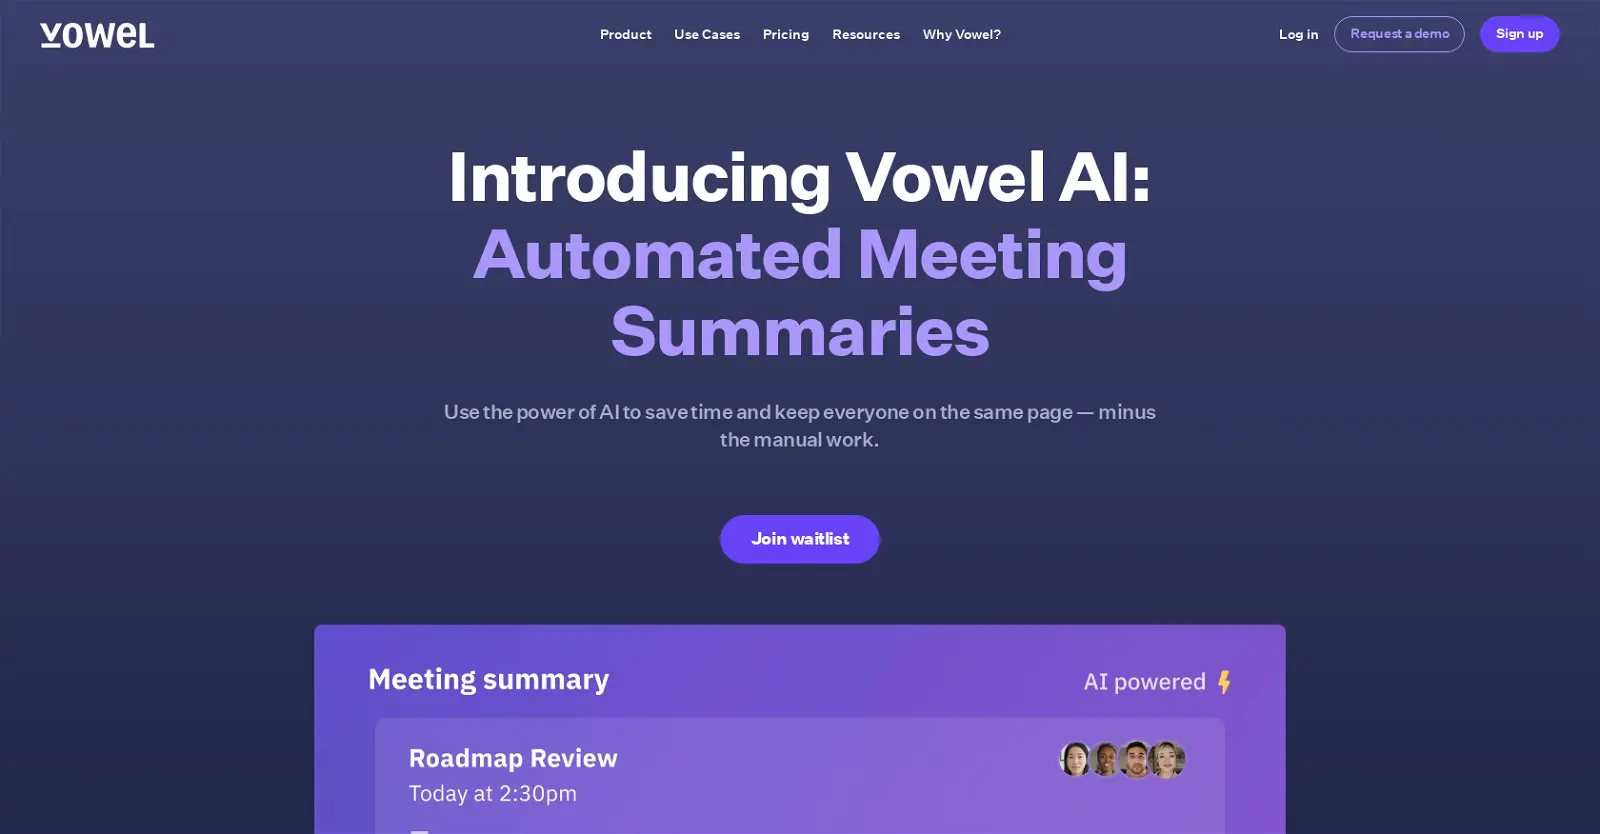 vowel
Product Use Cases Pricing Resources Why Vowel? Log in Request a demo Sign up
Introducing Vowel AI:
Automated Meeting
Summaries
Use the power of AI to save time and keep everyone on the same page — minus
the manual work.
Join waitlist
Meeting summary AI powered
Roadmap Review
Today at 2:30pm